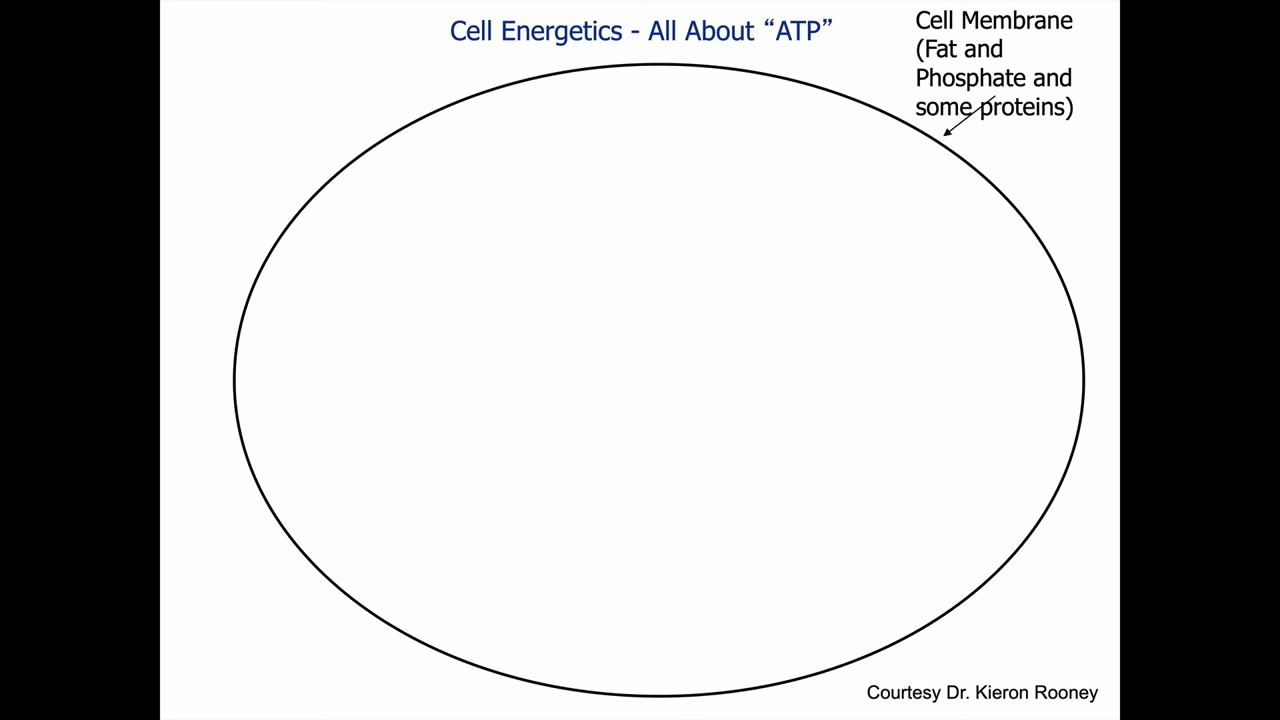 Cell Energetics - All About “ATP”
Cell Membrane
(Fat and
Phosphate and
some proteins)
Courtesy Dr. Kieron Rooney